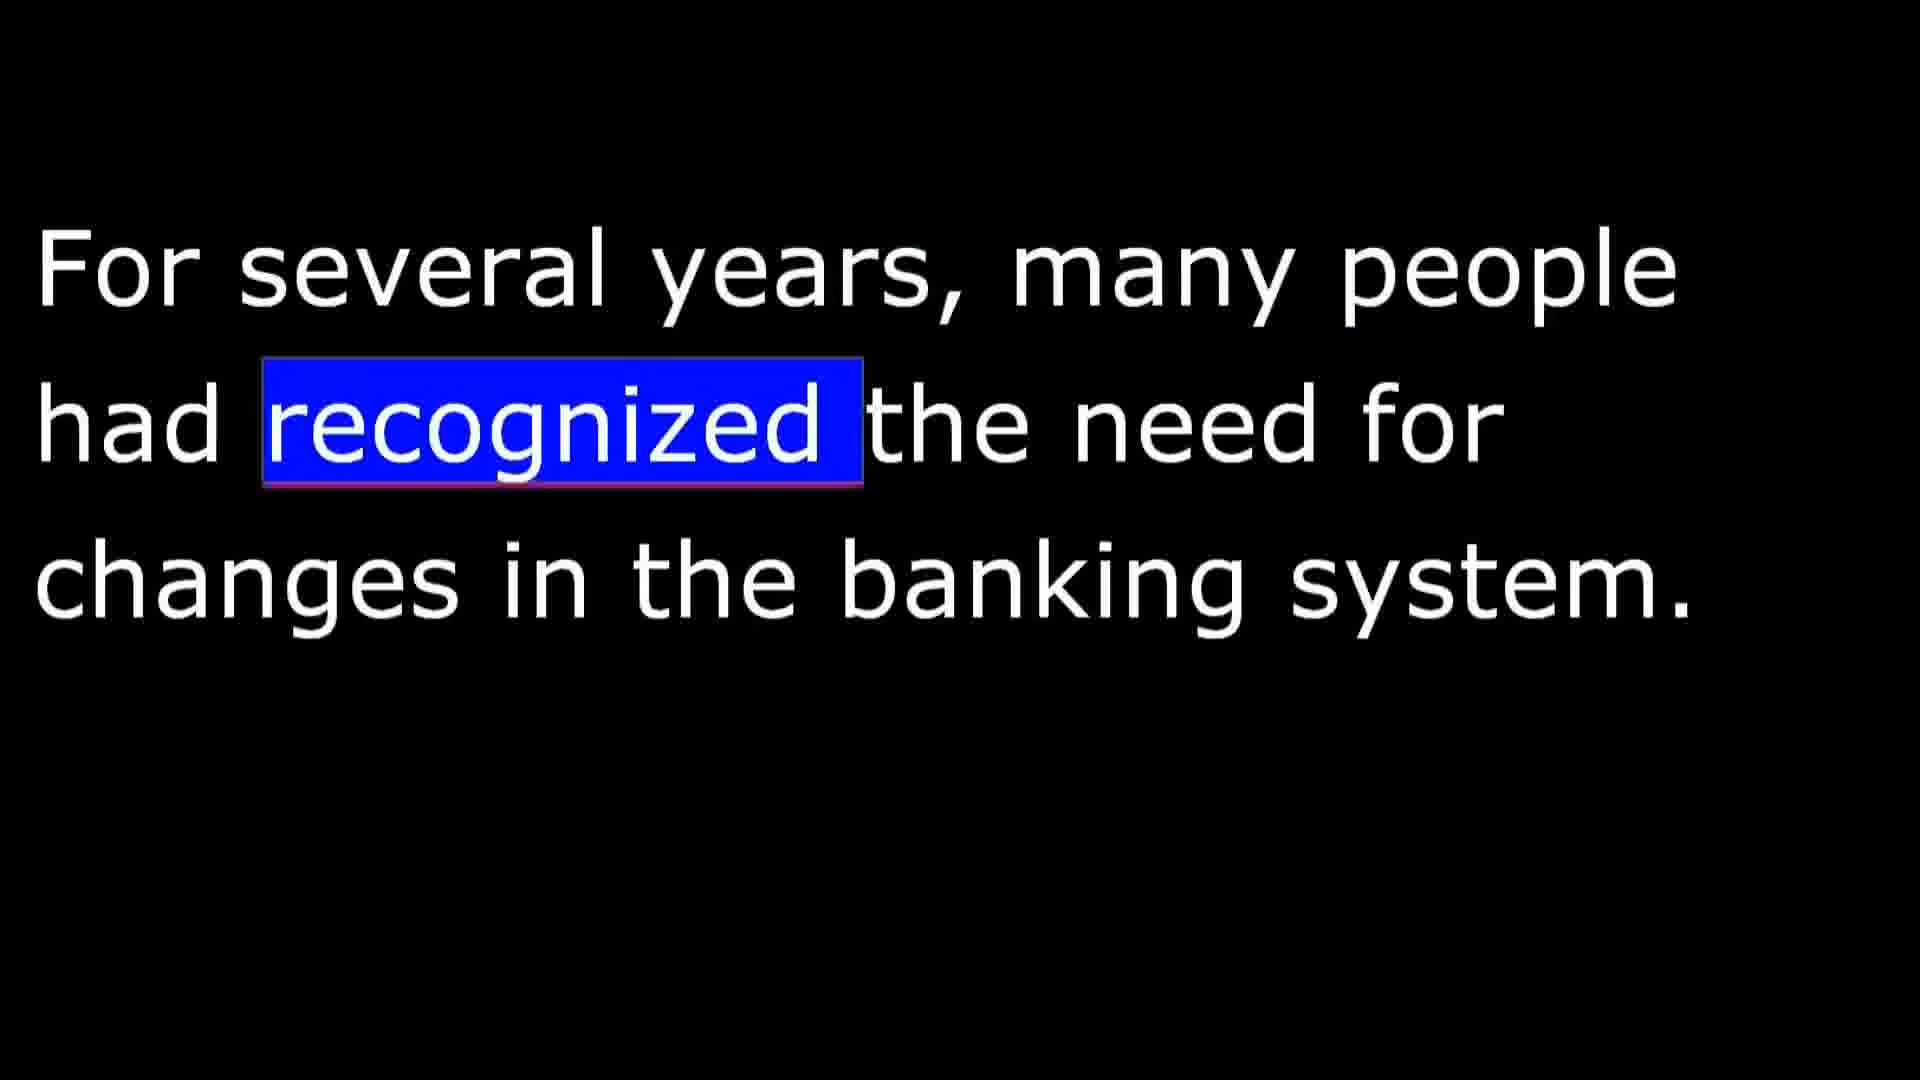 For several years, many people
had recognized the need for
changes in the banking system.